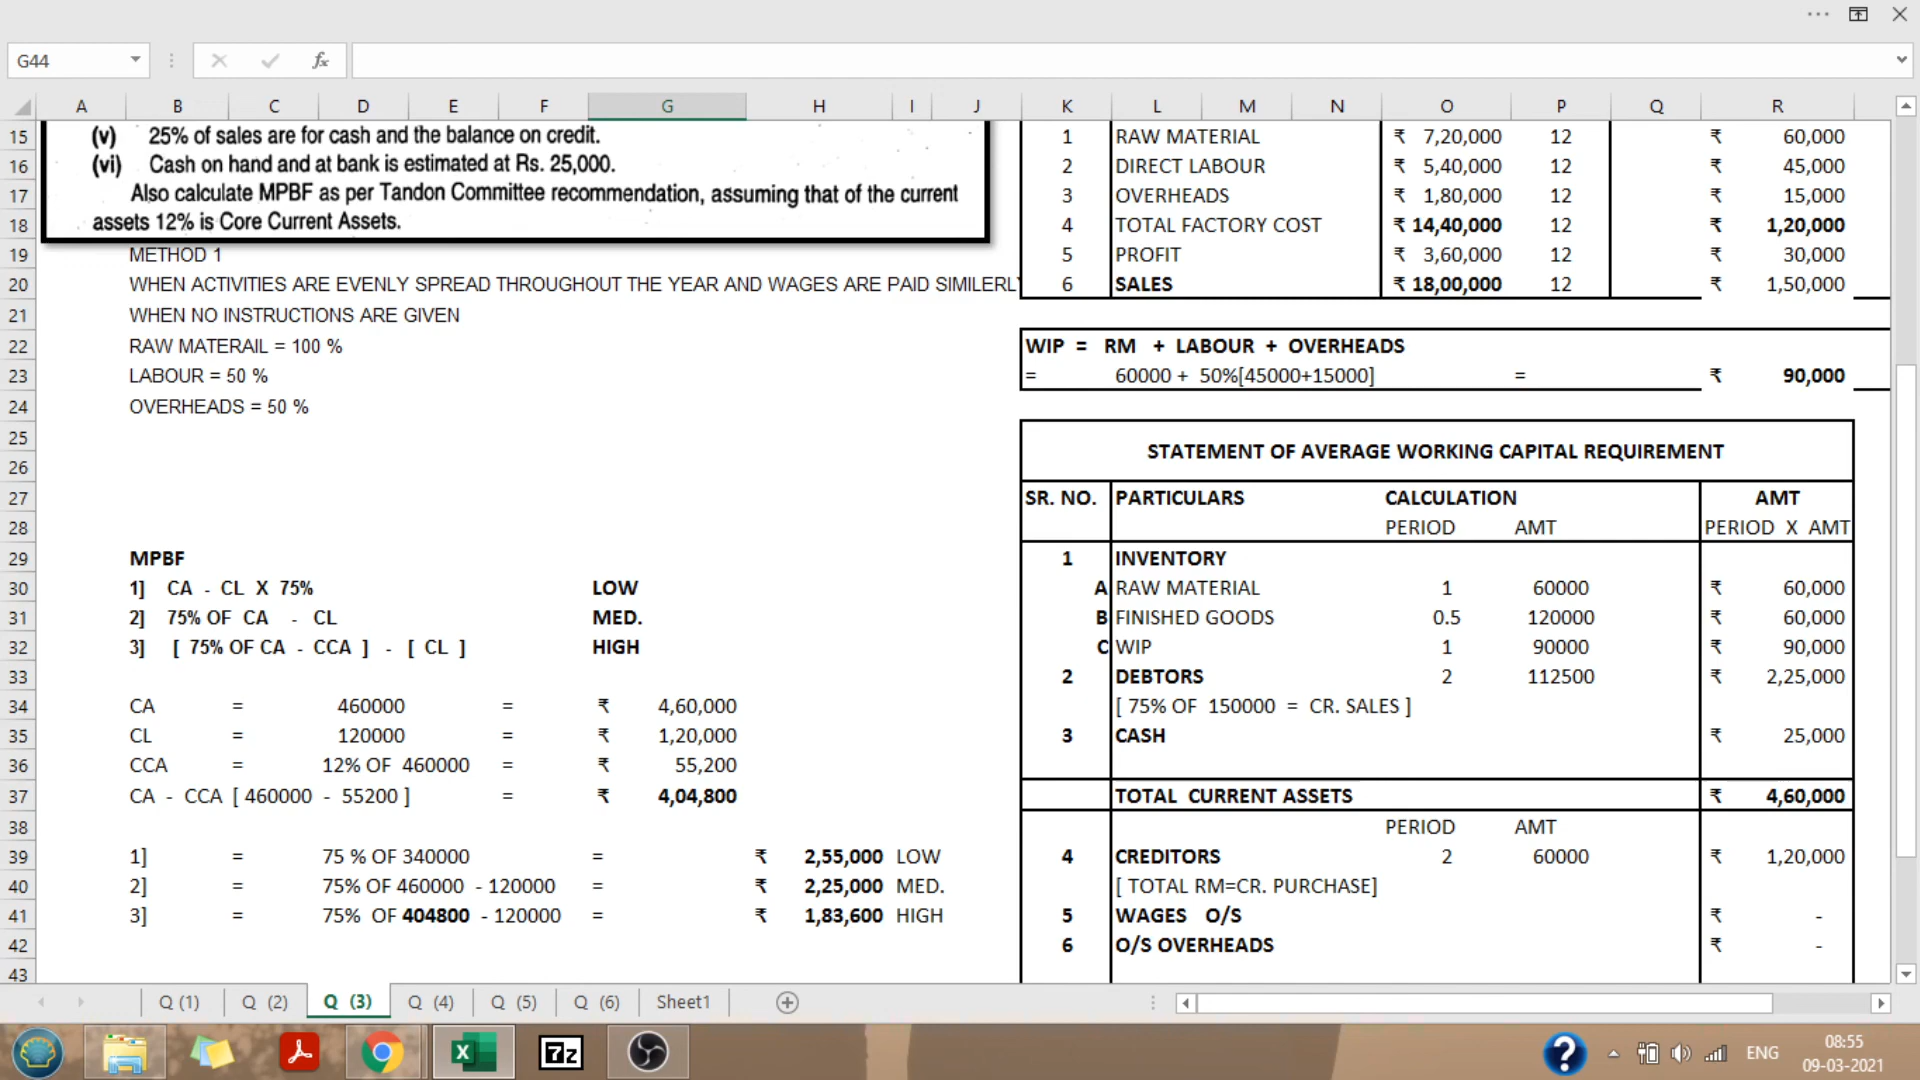 G44
fx
A B C D E F G H I J K L M N O P Q R
15 (v) 25% of sales are for cash and the balance on credit. 1 RAW MATERIAL ₹ 7,20,000 12 ₹ 60,000
16 (vi) Cash on hand and at bank is estimated at Rs. 25,000. 2 DIRECT LABOUR ₹ 5,40,000 12 ₹ 45,000
17 Also calculate MPBF as per Tandon Committee recommendation, assuming that of the current 3 OVERHEADS ₹ 1,80,000 12 ₹ 15,000
18 assets 12% is Core Current Assets. 4 TOTAL FACTORY COST ₹ 14,40,000 12 ₹ 1,20,000
19 METHOD 1 5 PROFIT ₹ 3,60,000 12 ₹ 30,000
20 WHEN ACTIVITIES ARE EVENLY SPREAD THROUGHOUT THE YEAR AND WAGES ARE PAID SIMILERLY 6 SALES ₹ 18,00,000 12 ₹ 1,50,000
21 WHEN NO INSTRUCTIONS ARE GIVEN
22 RAW MATERAIL = 100 % WIP = RM + LABOUR + OVERHEADS
23 LABOUR = 50 % = 60000 + 50%[45000+15000] = ₹ 90,000
24 OVERHEADS = 50 %
25
STATEMENT OF AVERAGE WORKING CAPITAL REQUIREMENT
26
27 SR. NO. PARTICULARS CALCULATION AMT
28 PERIOD AMT PERIOD X AMT
29 MPBF 1 INVENTORY
30 1] CA - CL X 75% LOW A RAW MATERIAL 1 60000 ₹ 60,000
31 2] 75% OF CA - CL MED. B FINISHED GOODS 0.5 120000 ₹ 60,000
32 3] [ 75% OF CA - CCA ] - [ CL ] HIGH C WIP 1 90000 ₹ 90,000
33 2 DEBTORS 2 112500 ₹ 2,25,000
34 CA = 460000 = ₹ 4,60,000 [ 75% OF 150000 = CR. SALES ]
35 CL = 120000 = ₹ 1,20,000 3 CASH ₹ 25,000
36 CCA = 12% OF 460000 = ₹ 55,200
37 CA - CCA [ 460000 - 55200 ] = ₹ 4,04,800 TOTAL CURRENT ASSETS ₹ 4,60,000
38 PERIOD AMT
39 1] = 75 % OF 340000 = ₹ 2,55,000 LOW 4 CREDITORS 2 60000 ₹ 1,20,000
40 2] = 75% OF 460000 - 120000 = ₹ 2,25,000 MED. [ TOTAL RM=CR. PURCHASE]
41 3] = 75% OF 404800 - 120000 = ₹ 1,83,600 HIGH 5 WAGES O/S ₹ -
42 6 O/S OVERHEADS ₹ -
43
Q (1) Q (2) Q (3) Q (4) Q (5) Q (6) Sheet1
7z ? ENG 08:55
09-03-2021